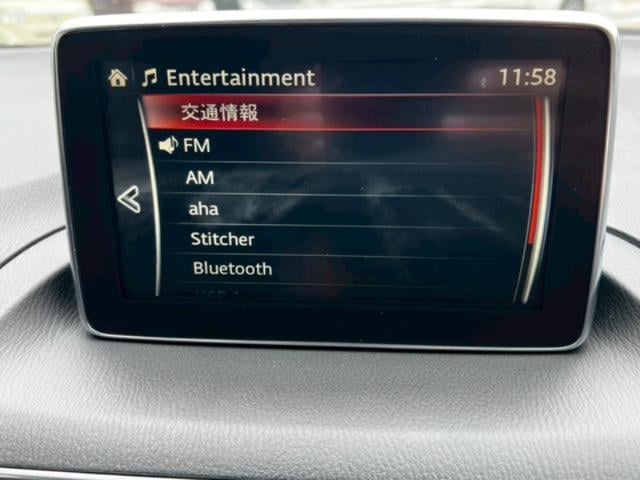 Entertainment 11:58
交通情報
FM
AM
aha
Stitcher
Bluetooth